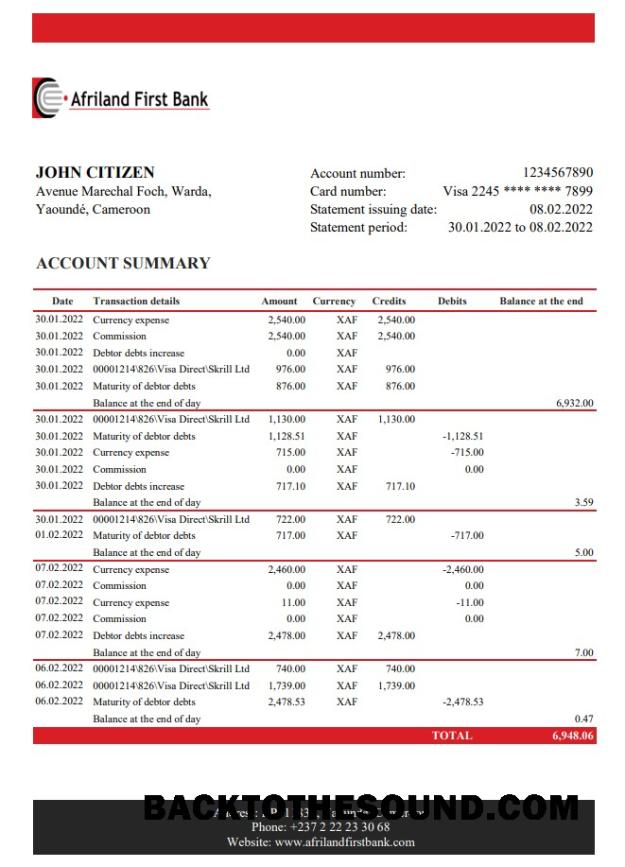 Afriland First Bank
JOHN CITIZEN
Avenue Marechal Foch, Warda,
Yaoundé, Cameroon
Account number: 1234567890
Card number: Visa 2245 **** **** 7899
Statement issuing date: 08.02.2022
Statement period: 30.01.2022 to 08.02.2022
ACCOUNT SUMMARY
Date Transaction details Amount Currency Credits Debits Balance at the end
30.01.2022 Currency expense 2,540.00 XAF 2,540.00
30.01.2022 Commission 2,540.00 XAF 2,540.00
30.01.2022 Debtor debts increase 0.00 XAF
30.01.2022 00001214\826\Visa Direct\Skrill Ltd 976.00 XAF 976.00
30.01.2022 Maturity of debtor debts 876.00 XAF 876.00
Balance at the end of day 6,932.00
30.01.2022 00001214\826\Visa Direct\Skrill Ltd 1,130.00 XAF 1,130.00
30.01.2022 Maturity of debtor debts 1,128.51 XAF -1,128.51
30.01.2022 Currency expense 715.00 XAF -715.00
30.01.2022 Commission 0.00 XAF 0.00
30.01.2022 Debtor debts increase 717.10 XAF 717.10
Balance at the end of day 3.59
30.01.2022 00001214\826\Visa Direct\Skrill Ltd 722.00 XAF 722.00
01.02.2022 Maturity of debtor debts 717.00 XAF -717.00
Balance at the end of day 5.00
07.02.2022 Currency expense 2,460.00 XAF -2,460.00
07.02.2022 Commission 0.00 XAF 0.00
07.02.2022 Currency expense 11.00 XAF -11.00
07.02.2022 Commission 0.00 XAF 0.00
07.02.2022 Debtor debts increase 2,478.00 XAF 2,478.00
Balance at the end of day 7.00
06.02.2022 00001214\826\Visa Direct\Skrill Ltd 740.00 XAF 740.00
06.02.2022 00001214\826\Visa Direct\Skrill Ltd 1,739.00 XAF 1,739.00
06.02.2022 Maturity of debtor debts 2,478.53 XAF -2,478.53
Balance at the end of day 0.47
TOTAL 6,948.06
BACKTOTHESOUND.COM
Phone: +237 2 22 23 30 68
Website: www.afrilandfirstbank.com